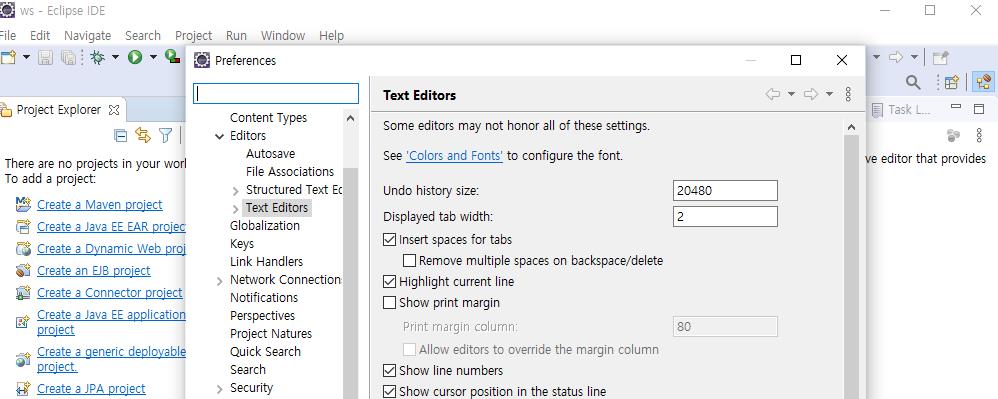 ws - Eclipse IDE
File Edit Navigate Search Project Run Window Help
Project Explorer
There are no projects in your
To add a project:
Create a Maven project
Create a Java EE EAR
Create a Dynamic Web
Create an EJB project
Create a Connector project
Create a Java EE application
project
Create a generic deployable
project.
Create a JPA project
Preferences
Content Types
Editors
Autosave
File Associations
Structured Text
Text Editors
Globalization
Keys
Link Handlers
Network Connection
Notifications
Perspectives
Project Natures
Quick Search
Search
Security
Text Editors
Some editors may not honor all of these settings.
See 'Colors and Fonts' to configure the font.
Undo history size: 20480
Displayed tab width: 2
Insert spaces for tabs
Remove multiple spaces on backspace/delete
Highlight current line
Show print margin
Print margin column: 80
Allow editors to override the margin column
Show line numbers
Show cursor position in the status line
Task L...
editor that provides